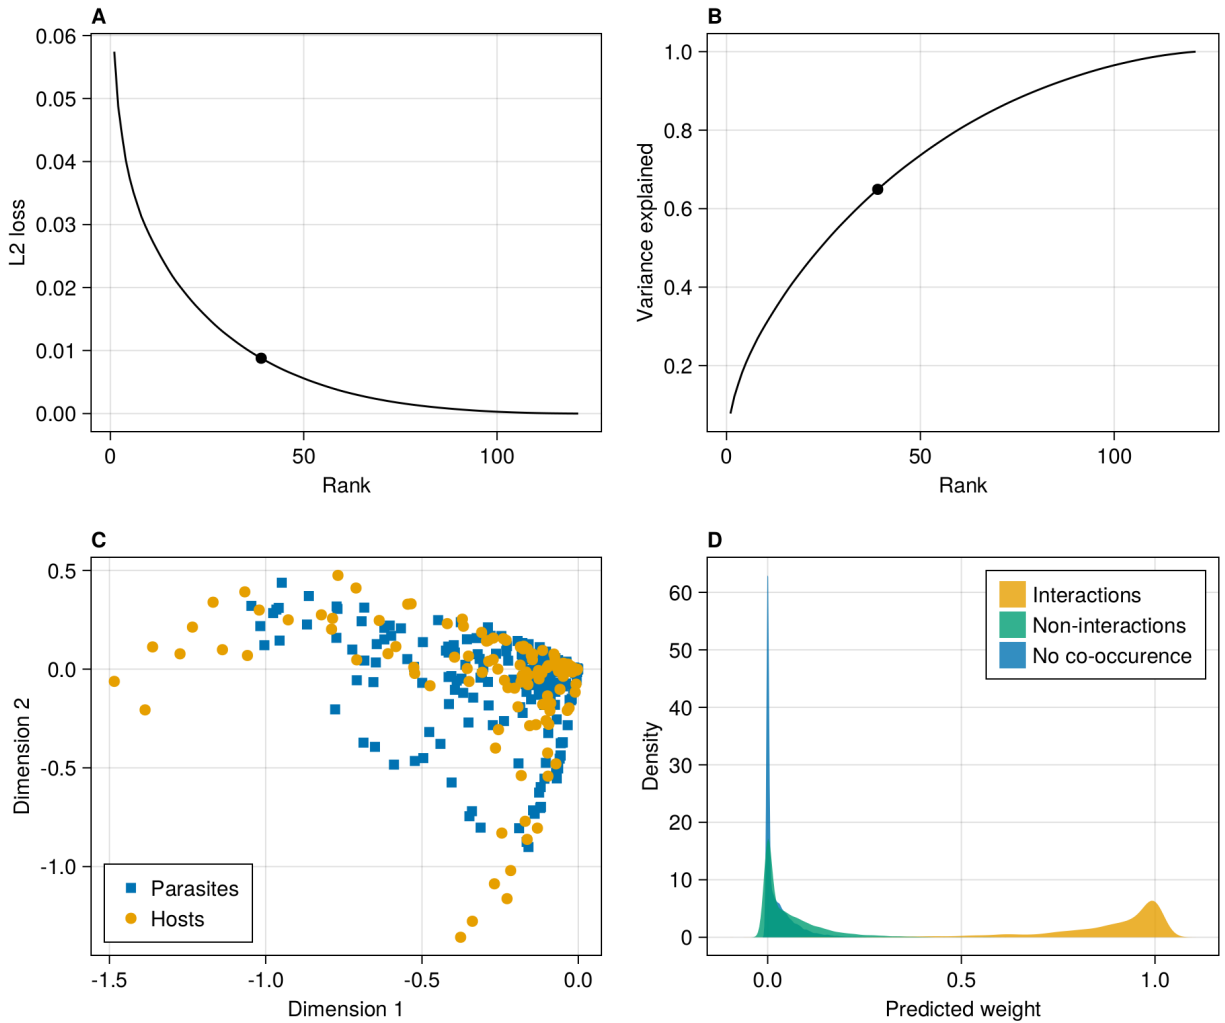 A
0.06
0.05
0.04
0.03
0.02
0.01
0.00
L2 loss
0
50
100
Rank
B
1.0
0.8
0.6
0.4
0.2
Variance explained
0
50
100
Rank
C
0.5
0.0
-0.5
-1.0
Dimension 2
Parasites
Hosts
-1.5
-1.0
-0.5
0.0
Dimension 1
D
60
50
40
30
20
10
0
Density
Interactions
Non-interactions
No co-occurence
0.0
0.5
1.0
Predicted weight